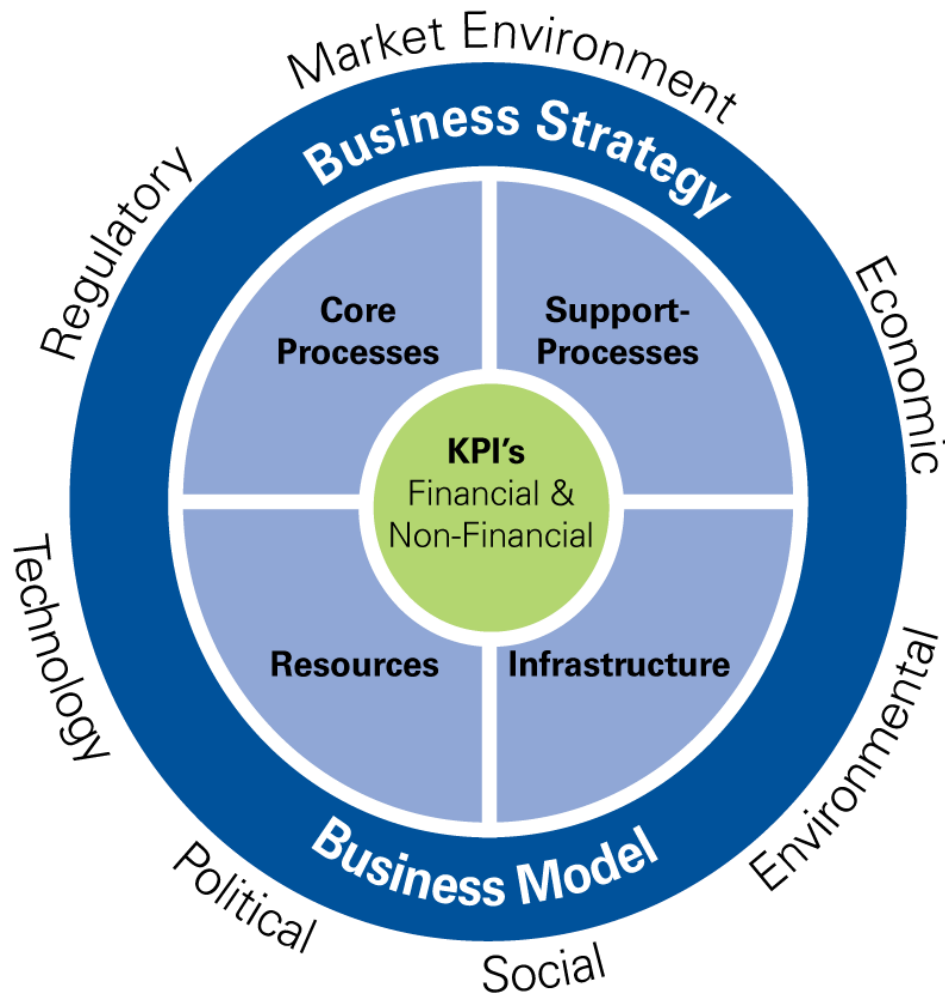 Market Environment
Business Strategy
Regulatory
Economic
Core
Processes
Support-
Processes
KPI's
Financial &
Non-Financial
Technology
Resources
Infrastructure
Environmental
Business Model
Political
Social